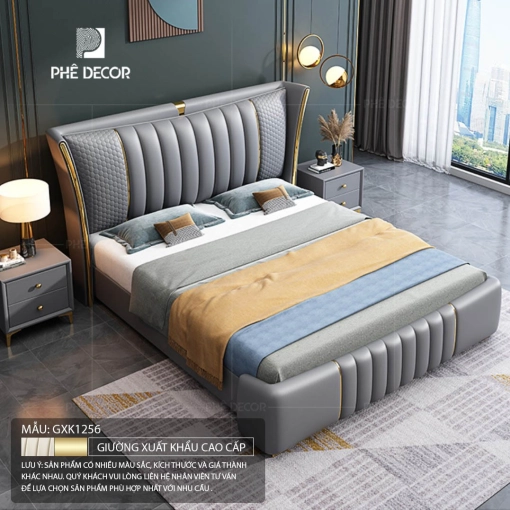 PHÊ DECOR
MẪU: GXK1256
GIƯỜNG XUẤT KHẨU CAO CẤP
LƯU Ý: SẢN PHẨM CÓ NHIỀU MÀU SẮC, KÍCH THƯỚC VÀ GIÁ THÀNH
KHÁC NHAU. QUÝ KHÁCH VUI LÒNG LIÊN HỆ NHÂN VIÊN TƯ VẤN
ĐỂ LỰA CHỌN SẢN PHẨM PHÙ HỢP NHẤT VỚI NHU CẦU .